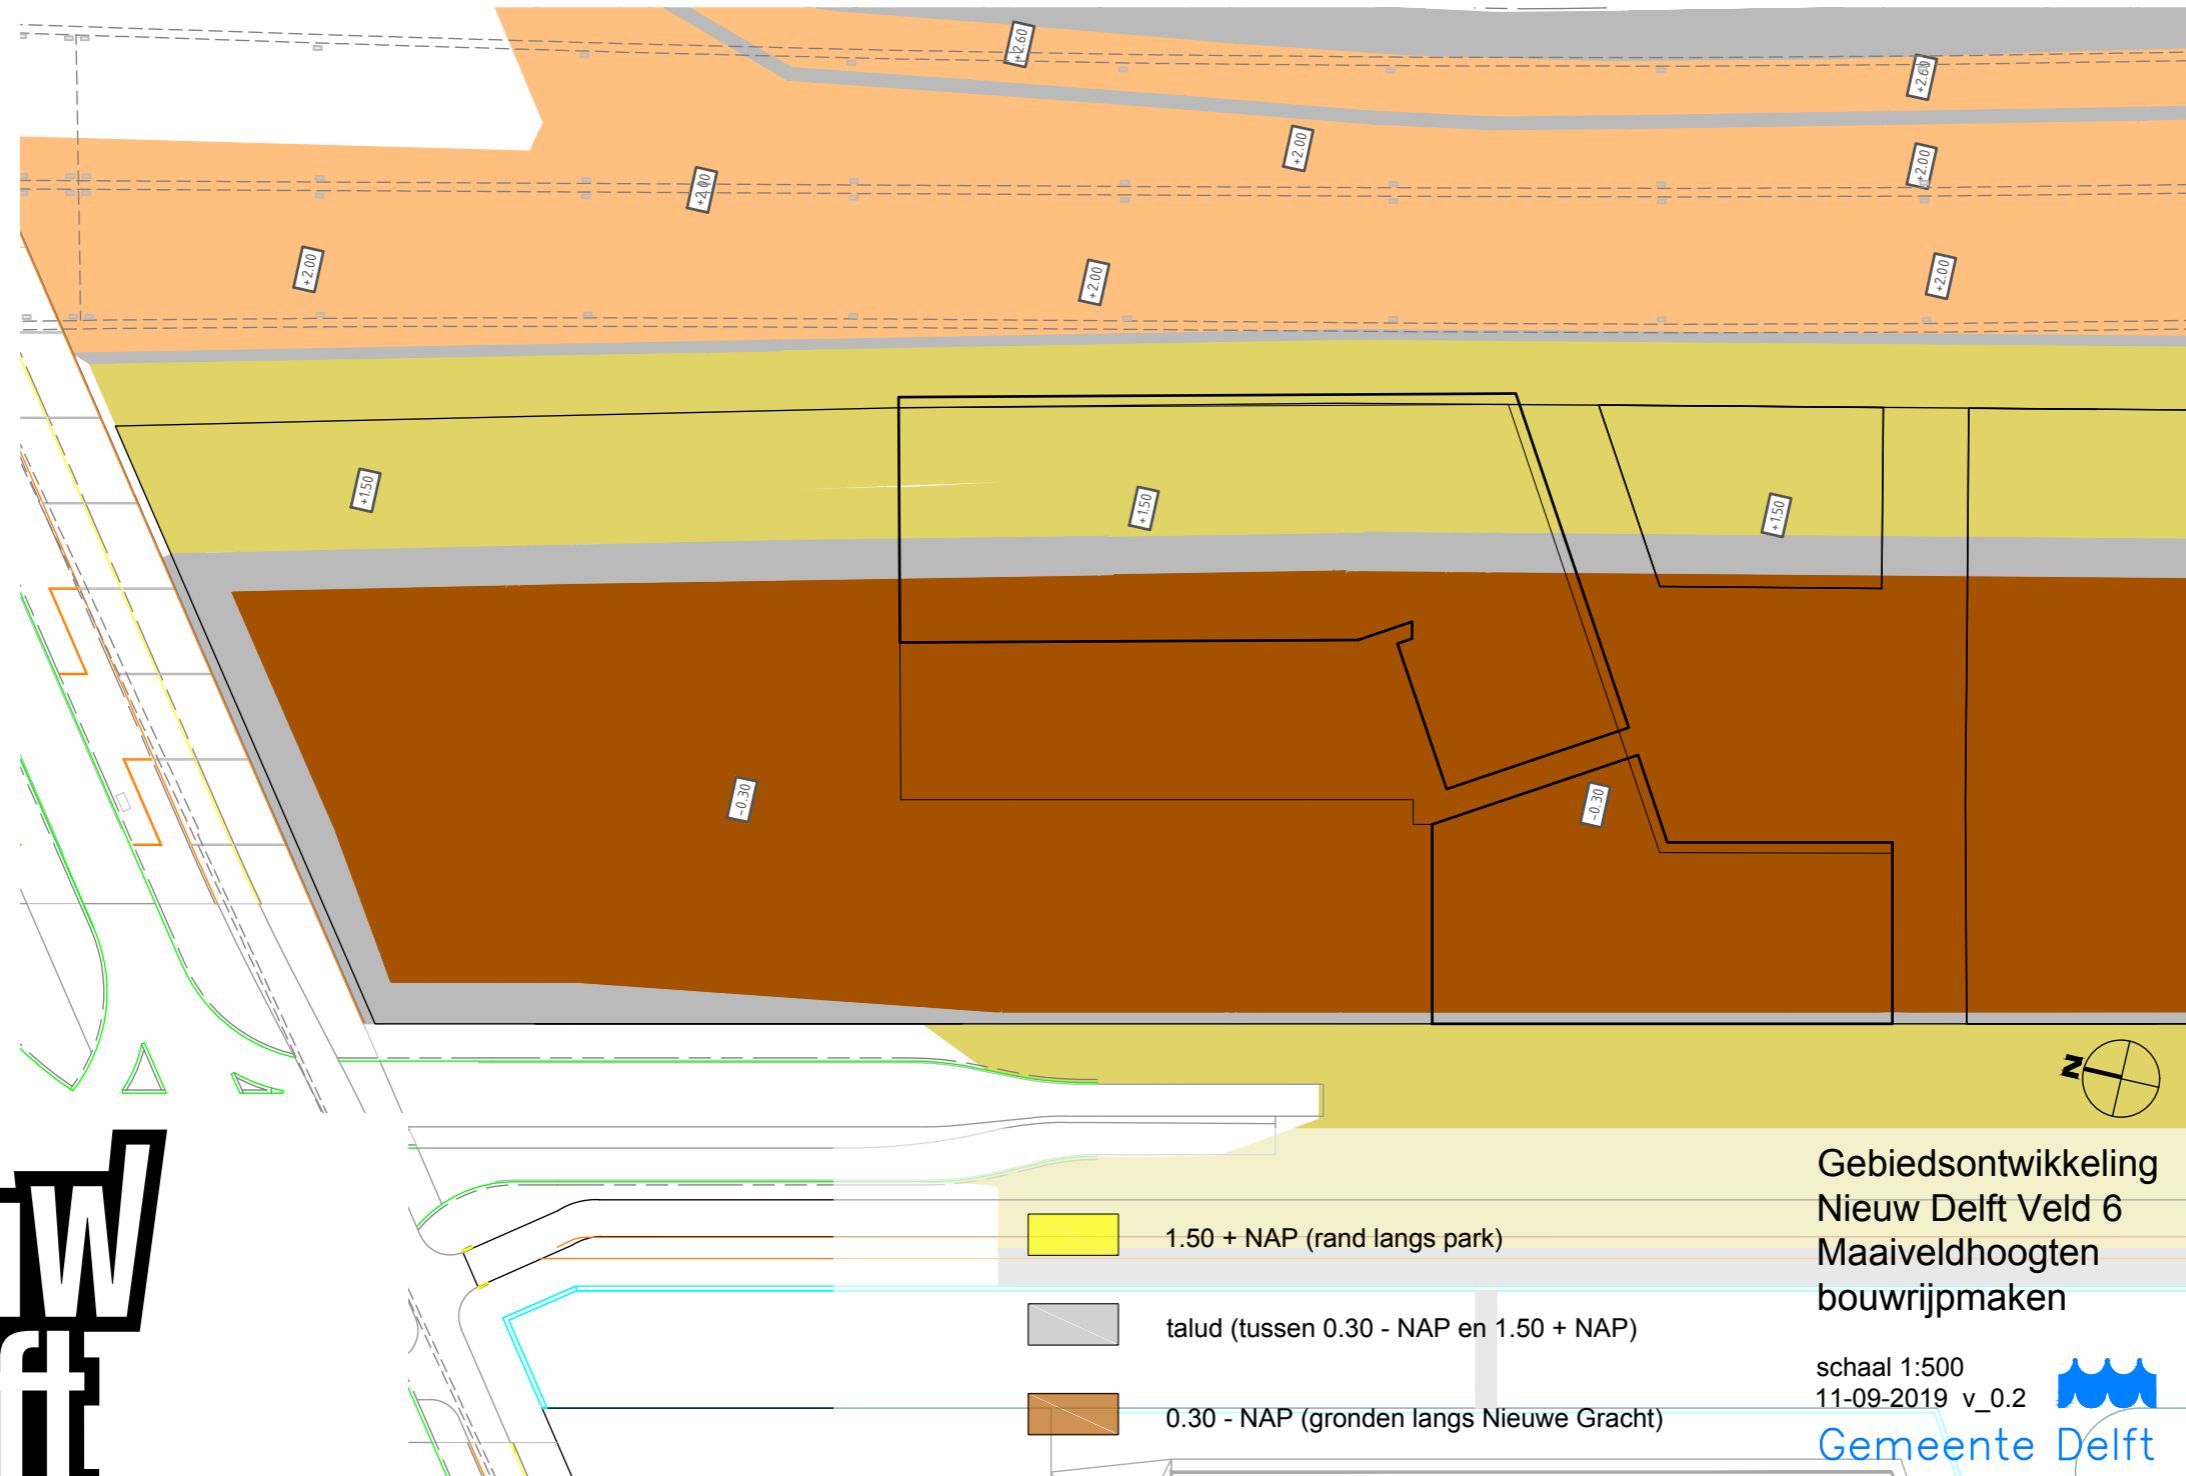 +2.60
+2.60
+2.00
+2.00
+2.00
+2.00
+2.00
+2.00
+1.50
+1.50
+1.50
-0.30
-0.30
N
w
ft
1.50 + NAP (rand langs park)
talud (tussen 0.30 - NAP en 1.50 + NAP)
0.30 - NAP (gronden langs Nieuwe Gracht)
Gebiedsontwikkeling
Nieuw Delft Veld 6
Maaiveldhoogten
bouwrijpmaken
schaal 1:500
11-09-2019 v_0.2
Gemeente Delft